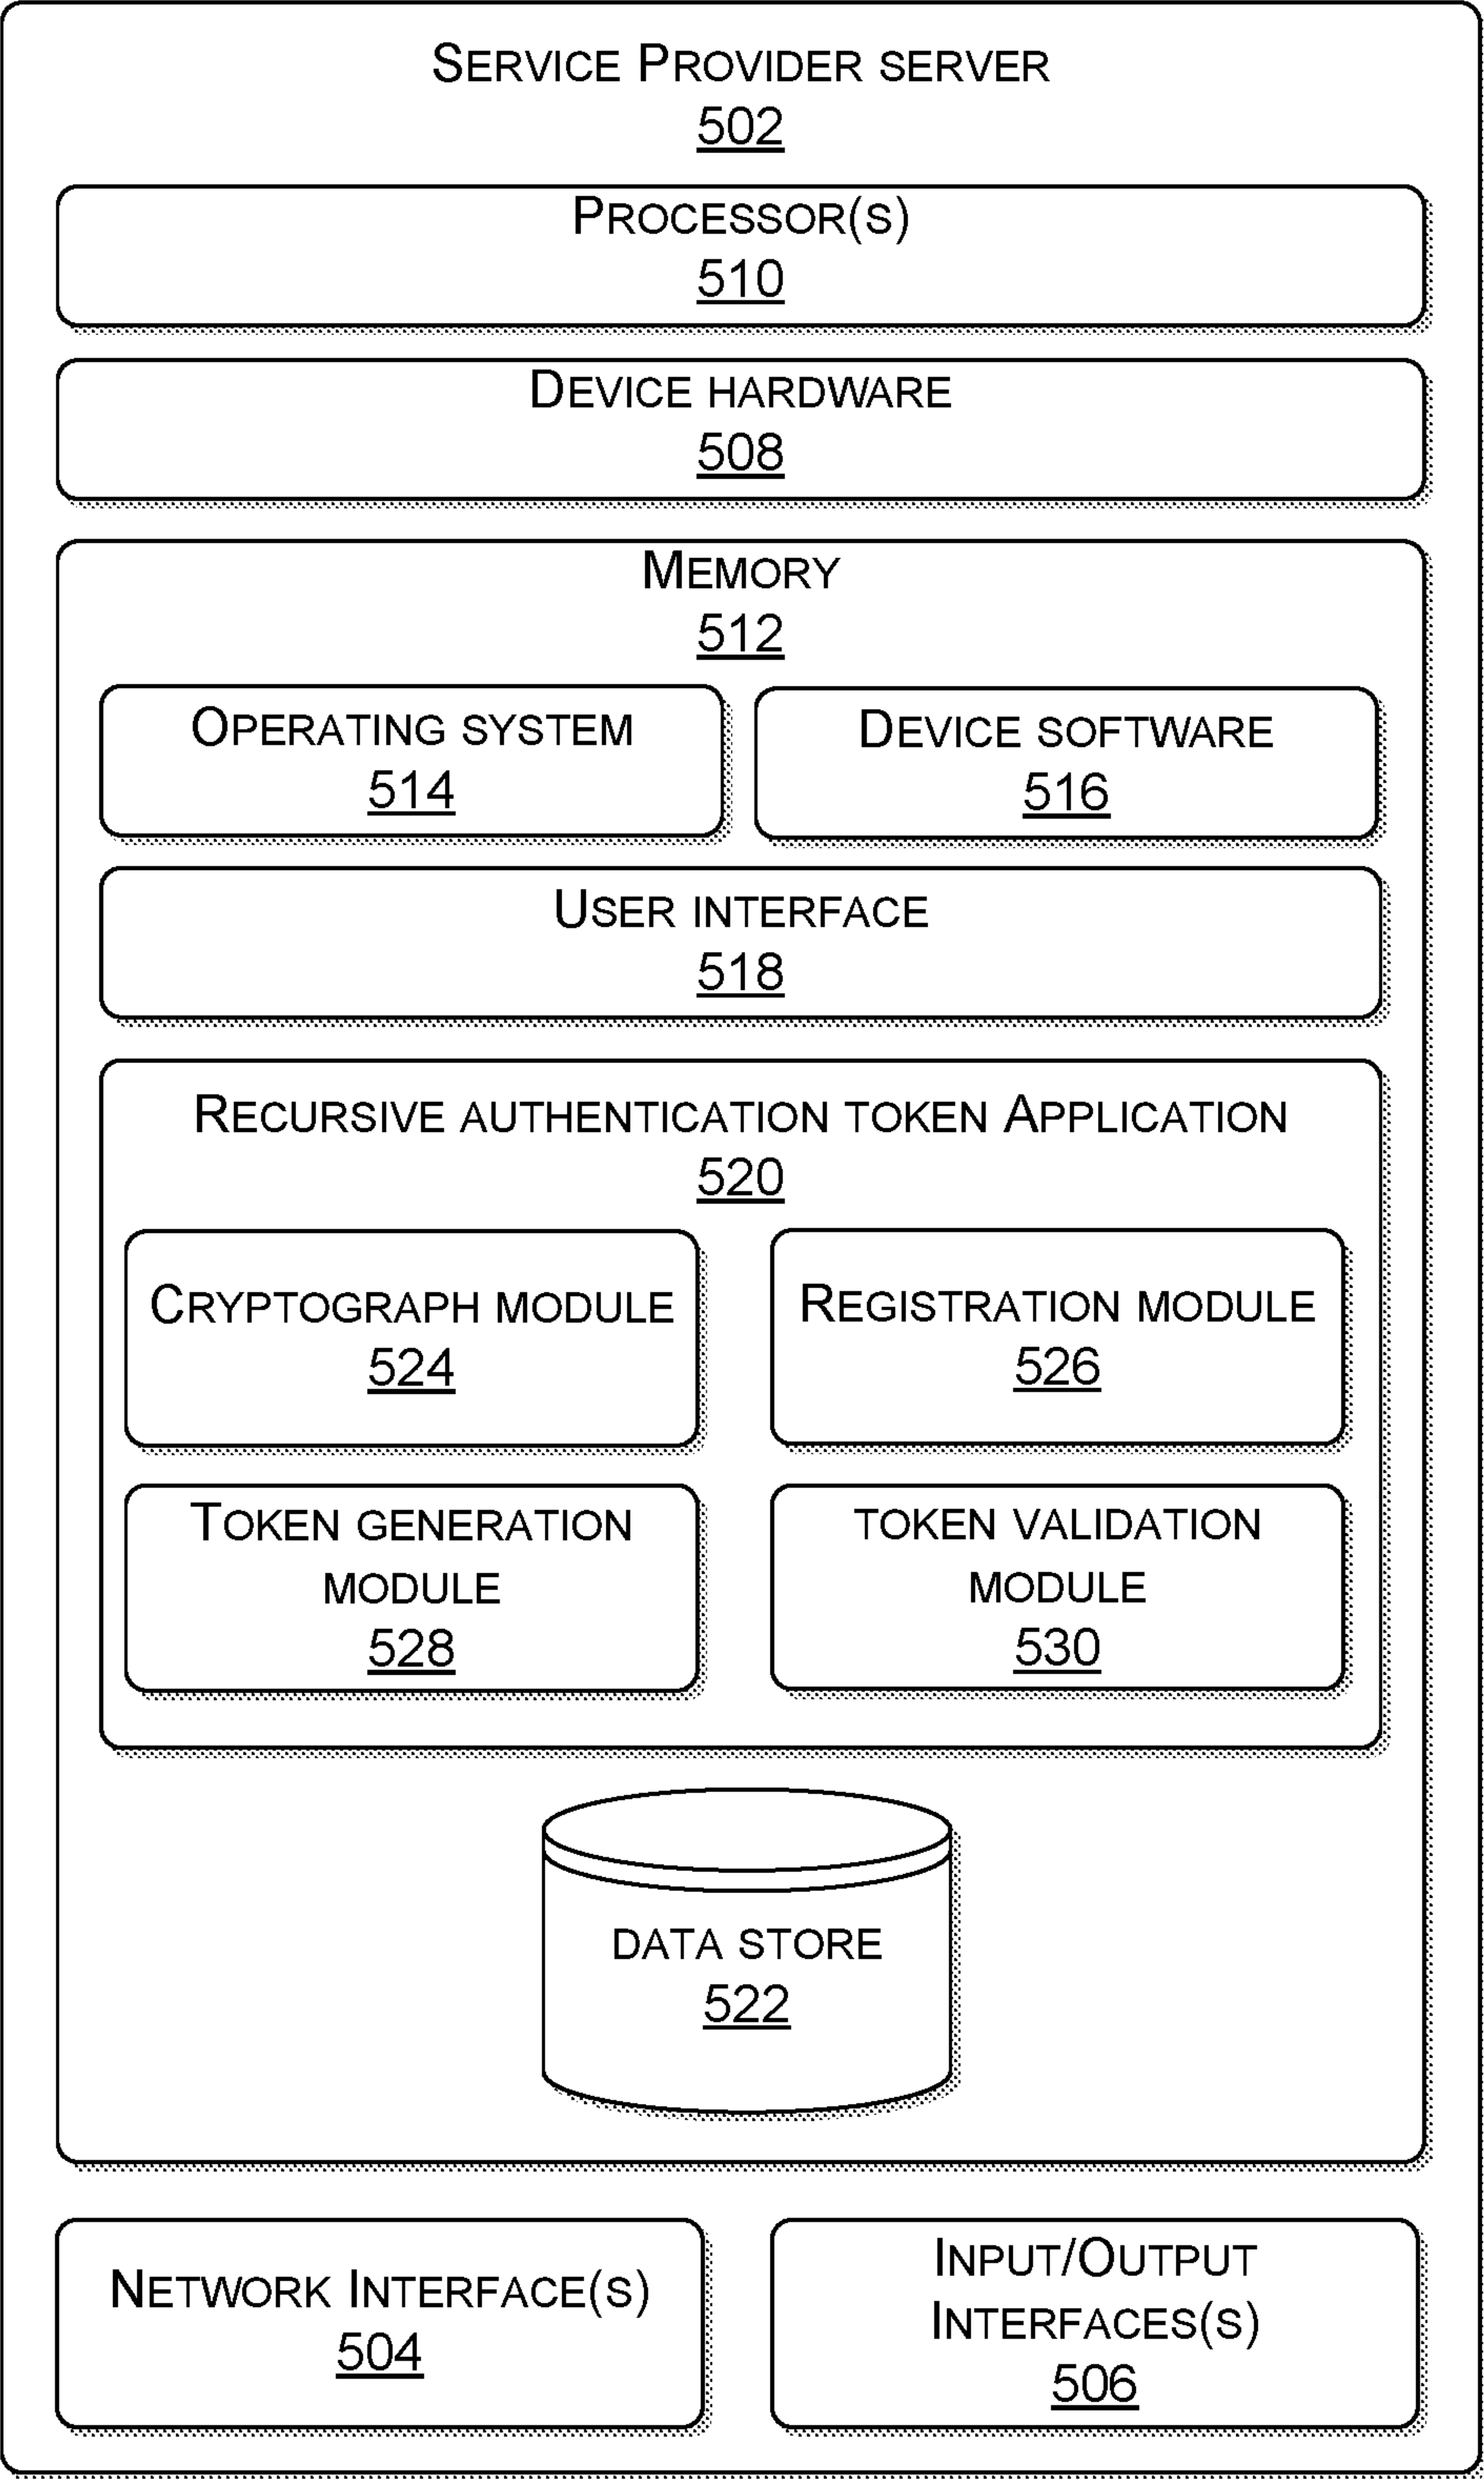 SERVICE PROVIDER SERVER
502
PROCESSOR(S)
510
DEVICE HARDWARE
508
MEMORY
512
OPERATING SYSTEM
514
DEVICE SOFTWARE
516
USER INTERFACE
518
RECURSIVE AUTHENTICATION TOKEN APPLICATION
520
CRYPTOGRAPH MODULE
524
REGISTRATION MODULE
526
TOKEN GENERATION
MODULE
528
TOKEN VALIDATION
MODULE
530
DATA STORE
522
NETWORK INTERFACE(S)
504
INPUT/OUTPUT
INTERFACES(S)
506